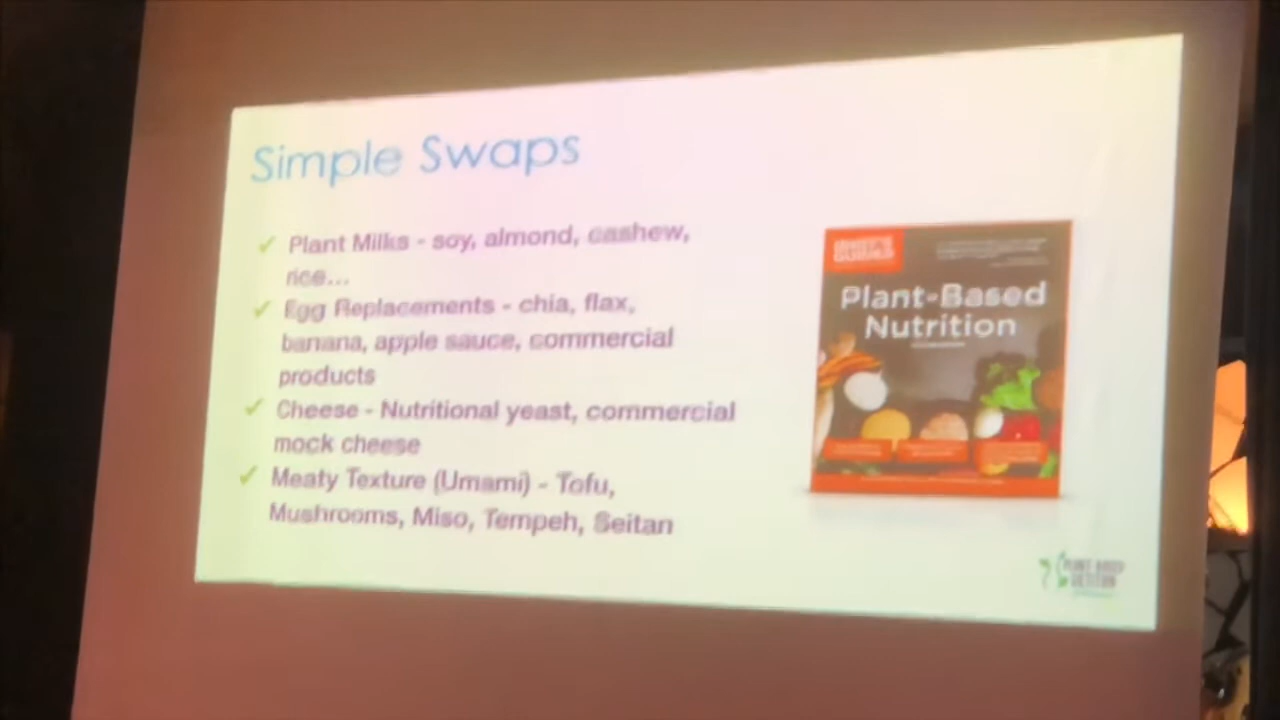 Simple Swaps
Plant Milks - soy, almond, cashew,
rice...
Egg Replacements - chia, flax,
banana, apple sauce, commercial
products
Cheese - Nutritional yeast, commercial
mock cheese
Meaty Texture (Umami) - Tofu,
Mushrooms, Miso, Tempeh, Seitan
Plant-Based
Nutrition